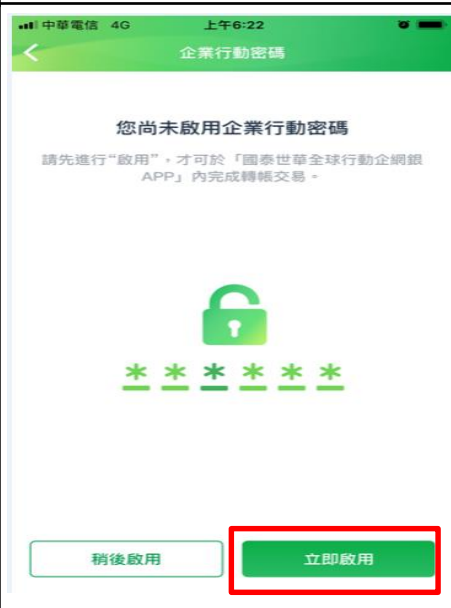 中華電信 4G 上午6:22
企業行動密碼
您尚未啟用企業行動密碼
請先進行“啟用”，才可於「國泰世華全球行動企網銀
APP」內完成轉帳交易。
* * * * * *
稍後啟用
立即啟用